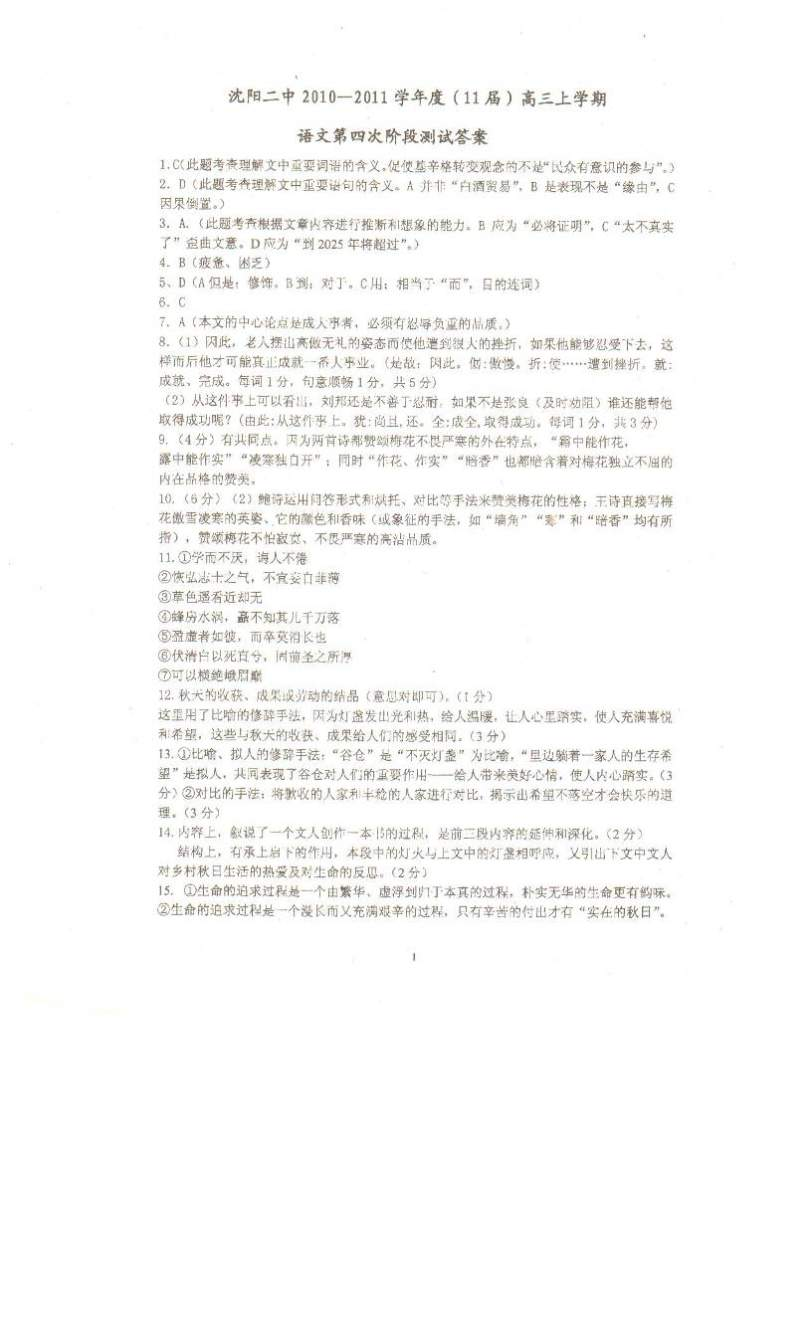 沈阳二中 2010—2011 学年度（11 届）高三上学期
语文第四次阶段测试答案
1.C(此题考查理解文中重要词语的含义。促使基辛格转变观念的不是“民众有意识的参与”。)
2．D（此题考查理解文中重要语句的含义。A 并非“白酒贸易”，B 是表现不是“缘由”，C
因果倒置。）
3．A.（此题考查根据文章内容进行推断和想象的能力。B 应为“必将证明”，C“太不真实
了”歪曲文意。D 应为“到 2025 年将超过”。）
4．B（疲惫、困乏）
5、D（A 但是；修饰。B 到；对于。C 用；相当于“而”，目的连词）
6．C
7．A（本文的中心论点是成大事者，必须有忍辱负重的品质。）
8．（1）因此，老人摆出高傲无礼的姿态而使他遭到很大的挫折，如果他能够忍受下去，这
样而后他才可能真正成就一番大事业。（是故：因此。倨:傲慢。折:使……遭到挫折。就:
成就、完成。每词 1 分，句意顺畅 1 分，共 5 分）
（2）从这件事上可以看出，刘邦还是不善于忍耐，如果不是张良（及时劝阻）谁还能帮他
取得成功呢？(由此:从这件事上。犹:尚且,还。全:成全,取得成功。每词 1 分，共 3 分)
9.（4 分）有共同点。因为两首诗都赞颂梅花不畏严寒的外在特点，“霜中能作花，
露中能作实”“凌寒独自开”；同时“作花、作实”“暗香”也都暗含着对梅花独立不屈的
内在品格的赞美。
10.（6 分）（2）鲍诗运用问答形式和烘托、对比等手法来赞美梅花的性格；王诗直接写梅
花傲雪凌寒的英姿、它的颜色和香味（或象征的手法，如“墙角”“寒”和“暗香”均有所
指），赞颂梅花不怕寂寞、不畏严寒的高洁品质。
11.①学而不厌，诲人不倦
②恢弘志士之气，不宜妄自菲薄
③草色遥看近却无
④蜂房水涡，矗不知其几千万落
⑤盈虚者如彼，而卒莫消长也
⑥伏清白以死直兮，固前圣之所厚
⑦可以横绝峨眉巅
12.秋天的收获、成果或劳动的结晶（意思对即可）。（1 分）
这里用了比喻的修辞手法，因为灯盏发出光和热，给人温暖，让人心里踏实，使人充满喜悦
和希望，这些与秋天的收获、成果给人们的感受相同。（3 分）
13.①比喻、拟人的修辞手法：“谷仓”是“不灭灯盏”为比喻，“里边躺着一家人的生存希
望”是拟人，共同表现了谷仓对人们的重要作用——给人带来美好心情，使人内心踏实。（3
分）②对比的手法：将歉收的人家和丰稔的人家进行对比，揭示出希望不落空才会快乐的道
理。（3 分）
14.内容上，叙说了一个文人创作一本书的过程，是前三段内容的延伸和深化。（2 分）
结构上，有承上启下的作用，本段中的灯火与上文中的灯盏相呼应，又引出下文中文人
对乡村秋日生活的热爱及对生命的反思。（2 分）
15．①生命的追求过程是一个由繁华、虚浮到归于本真的过程，朴实无华的生命更有韵味。
②生命的追求过程是一个漫长而又充满艰辛的过程，只有辛苦的付出才有“实在的秋日”。
1